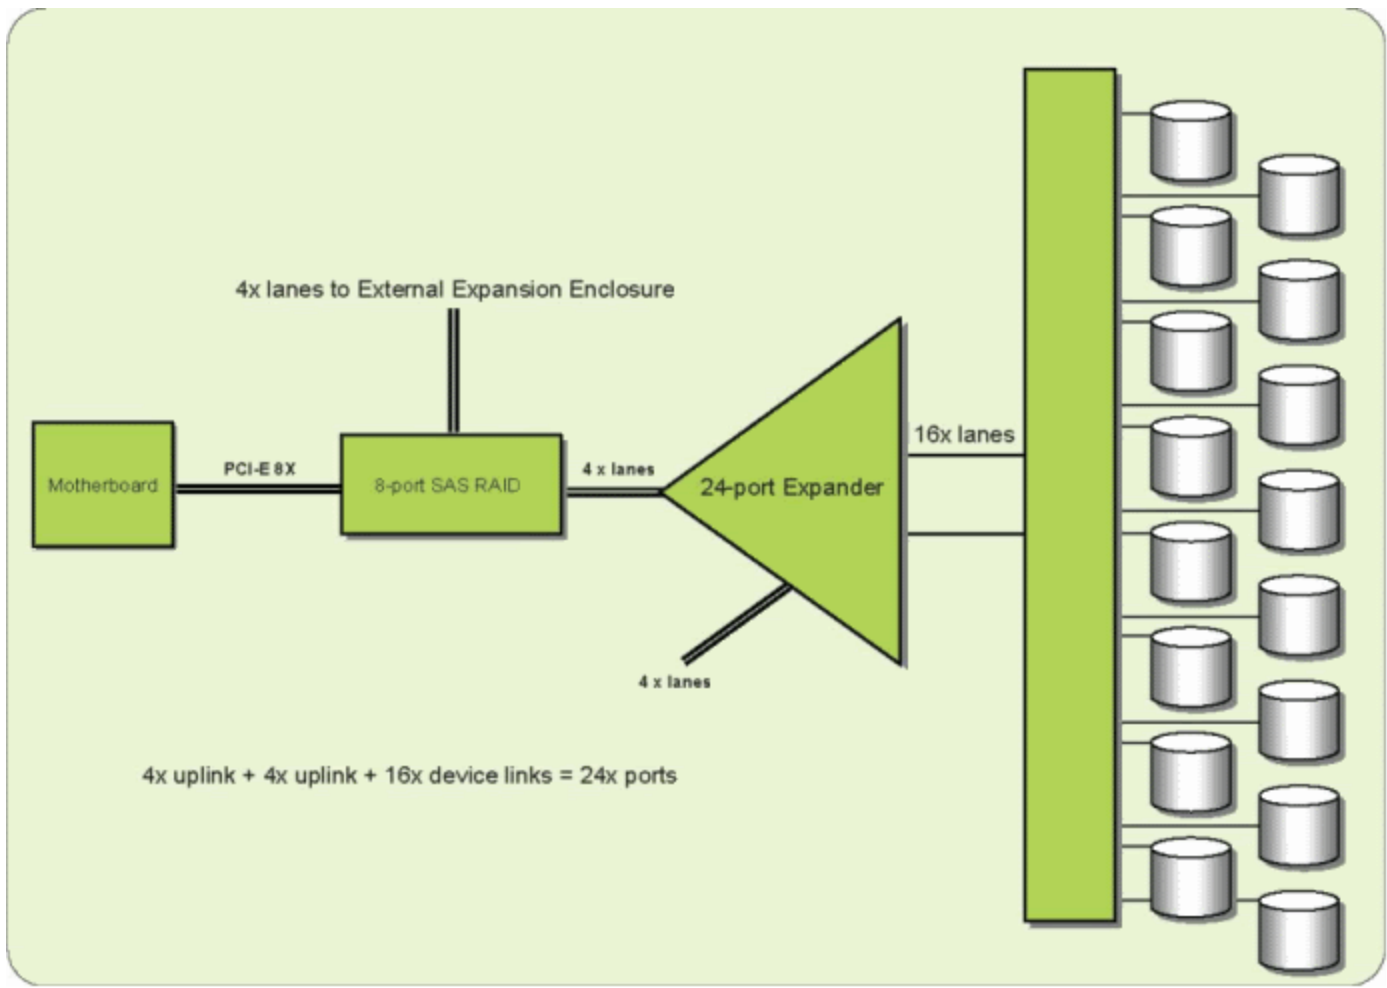 4x lanes to External Expansion Enclosure
16x lanes
PCI-E 8X
4 x lanes
Motherboard
8-port SAS RAID
24-port Expander
4 x lanes
4x uplink + 4x uplink + 16x device links = 24x ports